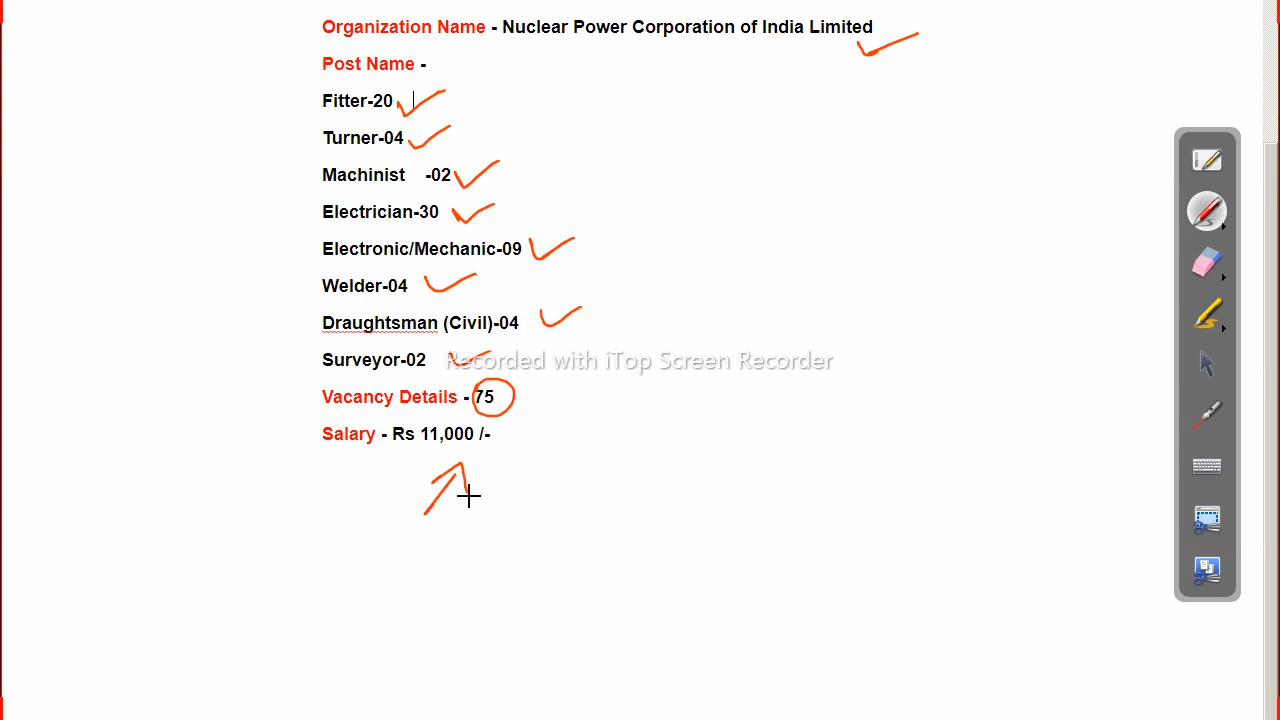 Organization Name - Nuclear Power Corporation of India Limited
Post Name -
Fitter-20
Turner-04
Machinist -02
Electrician-30
Electronic/Mechanic-09
Welder-04
Draughtsman (Civil)-04
Surveyor-02
Recorded with iTop Screen Recorder
Vacancy Details - 75
Salary - Rs 11,000 /-